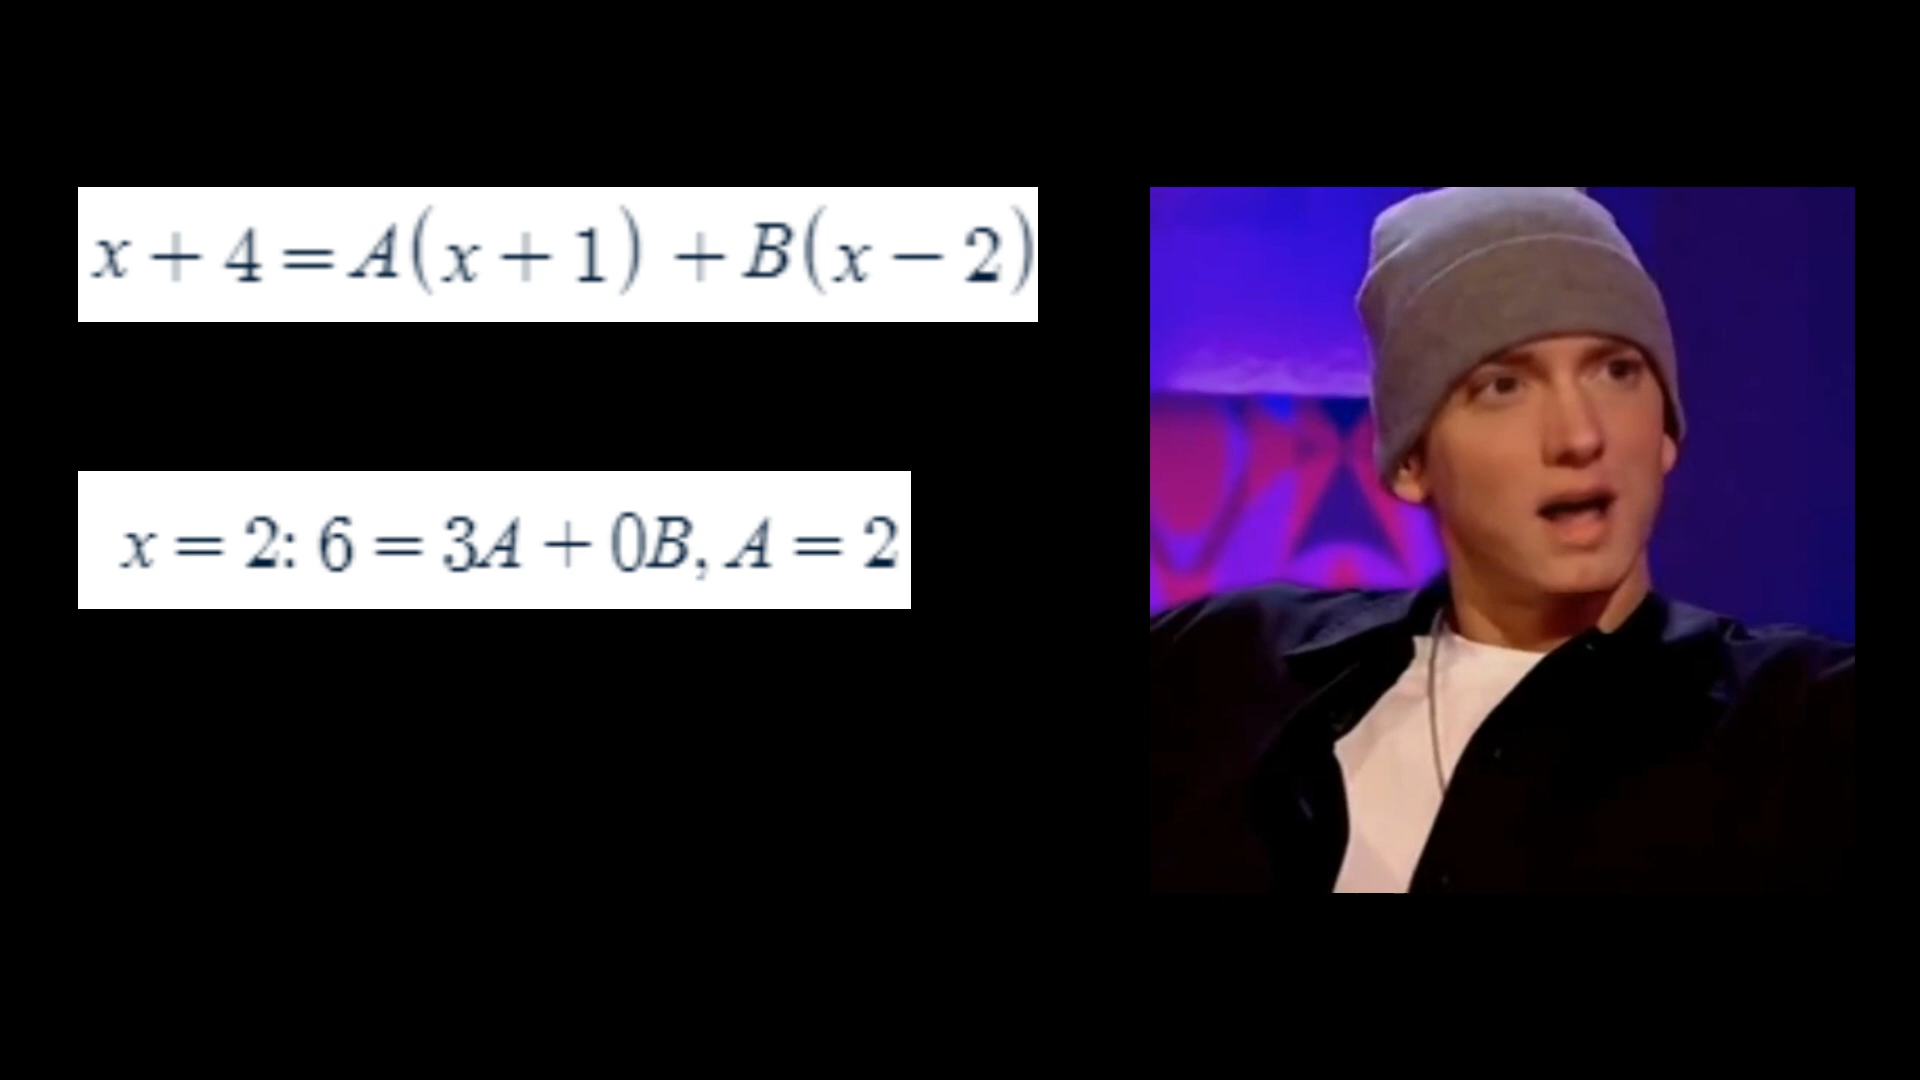 x + 4 = A(x + 1) + B(x − 2)
x = 2: 6 = 3A + 0B, A = 2